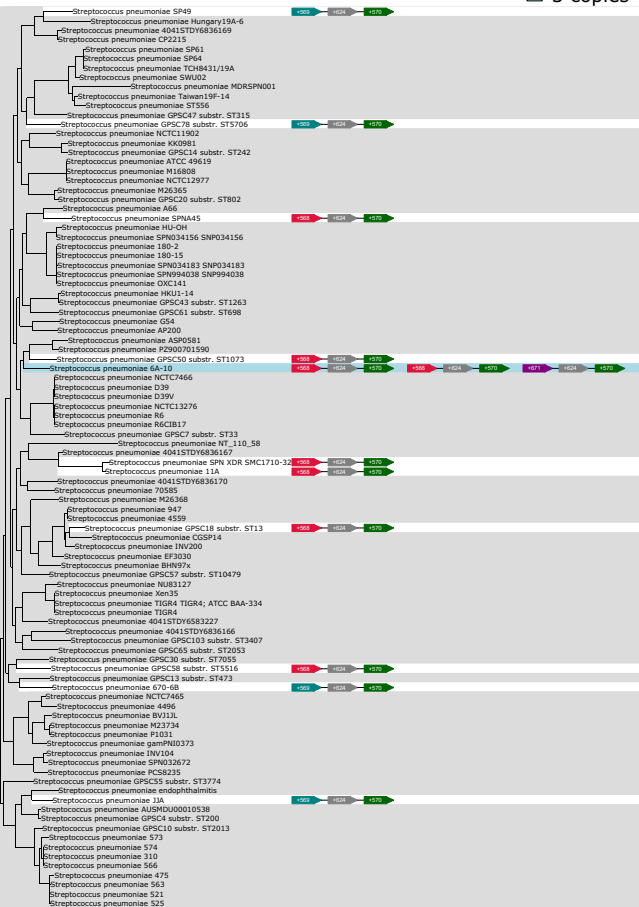 3 copies
Streptococcus pneumoniae SP49 +569 +624 +570
Streptococcus pneumoniae Hungary19A-6
Streptococcus pneumoniae 4041STDY6836169
Streptococcus pneumoniae CP2215
Streptococcus pneumoniae SP61
Streptococcus pneumoniae SP64
Streptococcus pneumoniae TCH8431/19A
Streptococcus pneumoniae SWU02
Streptococcus pneumoniae MDRSPN001
Streptococcus pneumoniae Taiwan19F-14
Streptococcus pneumoniae ST556
Streptococcus pneumoniae GPSC47 substr. ST315
Streptococcus pneumoniae GPSC78 substr. ST5706 +569 +624 +570
Streptococcus pneumoniae NCTC11902
Streptococcus pneumoniae KK0981
Streptococcus pneumoniae GPSC14 substr. ST242
Streptococcus pneumoniae ATCC 49619
Streptococcus pneumoniae M16808
Streptococcus pneumoniae NCTC12977
Streptococcus pneumoniae M26365
Streptococcus pneumoniae GPSC20 substr. ST802
Streptococcus pneumoniae A66
Streptococcus pneumoniae SPNA45 +568 +624 +570
Streptococcus pneumoniae HU-OH
Streptococcus pneumoniae SPN034156 SNP034156
Streptococcus pneumoniae 180-2
Streptococcus pneumoniae 180-15
Streptococcus pneumoniae SPN034183 SNP034183
Streptococcus pneumoniae SPN994038 SNP994038
Streptococcus pneumoniae OXC141
Streptococcus pneumoniae HKU1-14
Streptococcus pneumoniae GPSC43 substr. ST1263
Streptococcus pneumoniae GPSC61 substr. ST698
Streptococcus pneumoniae G54
Streptococcus pneumoniae AP200
Streptococcus pneumoniae ASP0581
Streptococcus pneumoniae PZ900701590
Streptococcus pneumoniae GPSC50 substr. ST1073 +568 +624 +570
Streptococcus pneumoniae 6A-10 +568 +624 +570 +566 +624 +570 +671 +624 +570
Streptococcus pneumoniae NCTC7466
Streptococcus pneumoniae D39
Streptococcus pneumoniae D39V
Streptococcus pneumoniae NCTC13276
Streptococcus pneumoniae R6
Streptococcus pneumoniae R6CIB17
Streptococcus pneumoniae GPSC7 substr. ST33
Streptococcus pneumoniae NT_110_58
Streptococcus pneumoniae 4041STDY6836167
Streptococcus pneumoniae SPN XDR SMC1710-32 +568 +624 +570
Streptococcus pneumoniae 11A +568 +624 +570
Streptococcus pneumoniae 4041STDY6836170
Streptococcus pneumoniae 70585
Streptococcus pneumoniae M26368
Streptococcus pneumoniae 947
Streptococcus pneumoniae 4559
Streptococcus pneumoniae GPSC18 substr. ST13 +568 +624 +570
Streptococcus pneumoniae CGSP14
Streptococcus pneumoniae INV200
Streptococcus pneumoniae EF3030
Streptococcus pneumoniae BHN97x
Streptococcus pneumoniae GPSC57 substr. ST10479
Streptococcus pneumoniae NU83127
Streptococcus pneumoniae Xen35
Streptococcus pneumoniae TIGR4 TIGR4; ATCC BAA-334
Streptococcus pneumoniae TIGR4
Streptococcus pneumoniae 4041STDY6583227
Streptococcus pneumoniae 4041STDY6836166
Streptococcus pneumoniae GPSC103 substr. ST3407
Streptococcus pneumoniae GPSC65 substr. ST2053
Streptococcus pneumoniae GPSC30 substr. ST7055
Streptococcus pneumoniae GPSC58 substr. ST5516 +568 +624 +570
Streptococcus pneumoniae GPSC13 substr. ST473
Streptococcus pneumoniae 670-6B +569 +624 +570
Streptococcus pneumoniae NCTC7465
Streptococcus pneumoniae 4496
Streptococcus pneumoniae BVJ1JL
Streptococcus pneumoniae M23734
Streptococcus pneumoniae P1031
Streptococcus pneumoniae gamPNI0373
Streptococcus pneumoniae INV104
Streptococcus pneumoniae SPN032672
Streptococcus pneumoniae PCS8235
Streptococcus pneumoniae GPSC55 substr. ST3774
Streptococcus pneumoniae endophthalmitis
Streptococcus pneumoniae JJA +569 +624 +570
Streptococcus pneumoniae AUSMDU00010538
Streptococcus pneumoniae GPSC4 substr. ST200
Streptococcus pneumoniae GPSC10 substr. ST2013
Streptococcus pneumoniae 573
Streptococcus pneumoniae 574
Streptococcus pneumoniae 310
Streptococcus pneumoniae 566
Streptococcus pneumoniae 475
Streptococcus pneumoniae 563
Streptococcus pneumoniae 521
Streptococcus pneumoniae 525